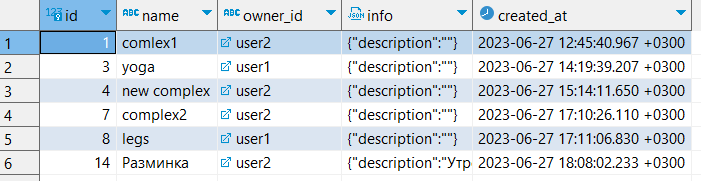 123 id ABC name ABC owner_id info created_at
1 1 comlex1 user2 {"description":""} 2023-06-27 12:45:40.967 +0300
2 3 yoga user1 {"description":""} 2023-06-27 14:19:39.207 +0300
3 4 new complex user2 {"description":""} 2023-06-27 15:14:11.650 +0300
4 7 complex2 user2 {"description":""} 2023-06-27 17:10:26.110 +0300
5 8 legs user1 {"description":""} 2023-06-27 17:11:06.830 +0300
6 14 Разминка user2 {"description":"Утр 2023-06-27 18:08:02.233 +0300